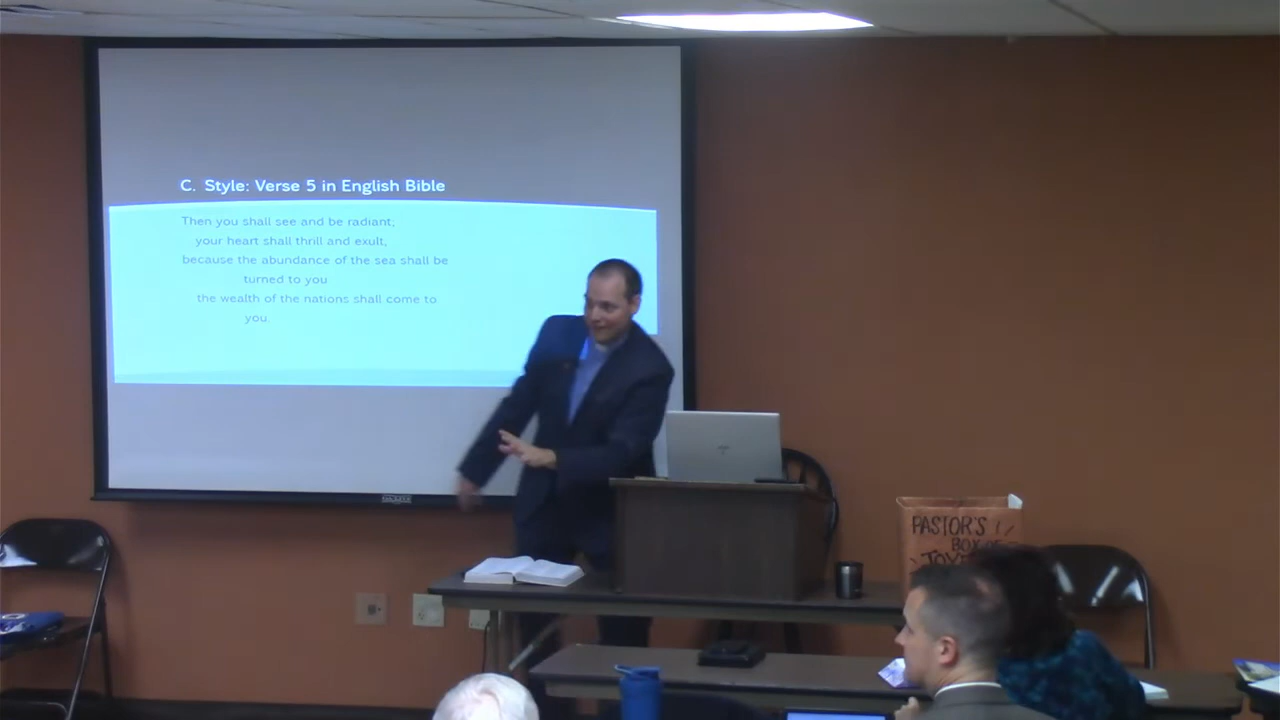 C. Style: Verse 5 in English Bible
Then you shall see and be radiant;
your heart shall thrill and exult,
because the abundance of the sea shall be
turned to you
the wealth of the nations shall come to
you.
PASTOR'S
BOX OF